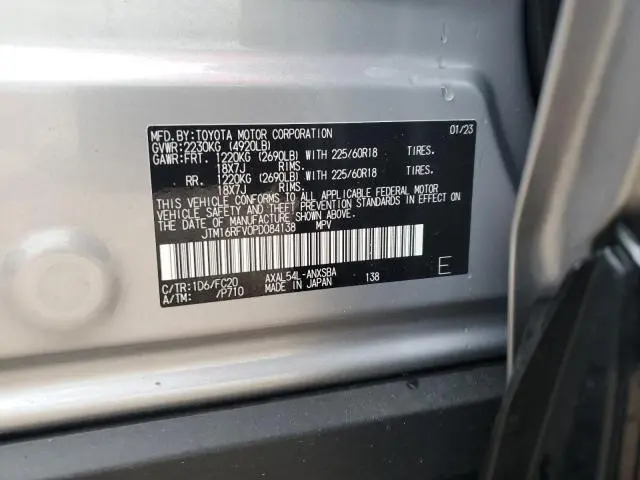 MFD.BY:TOYOTA MOTOR CORPORATION 01/23
GVWR:2230KG (4920LB)
GAWR:FRT. 1220KG (2690LB) WITH 225/60R18 TIRES.
18X7J RIMS.
RR. 1220KG (2690LB) WITH 225/60R18 TIRES.
18X7J RIMS.
THIS VEHICLE CONFORMS TO ALL APPLICABLE FEDERAL MOTOR
VEHICLE SAFETY AND THEFT PREVENTION STANDARDS IN EFFECT ON
THE DATE OF MANUFACTURE SHOWN ABOVE.
JTM16RFV0PD084138 MPV
C/TR:1D6/FC20 AXAL54L-ANXSBA 138 E
A/TM: /P710 MADE IN JAPAN